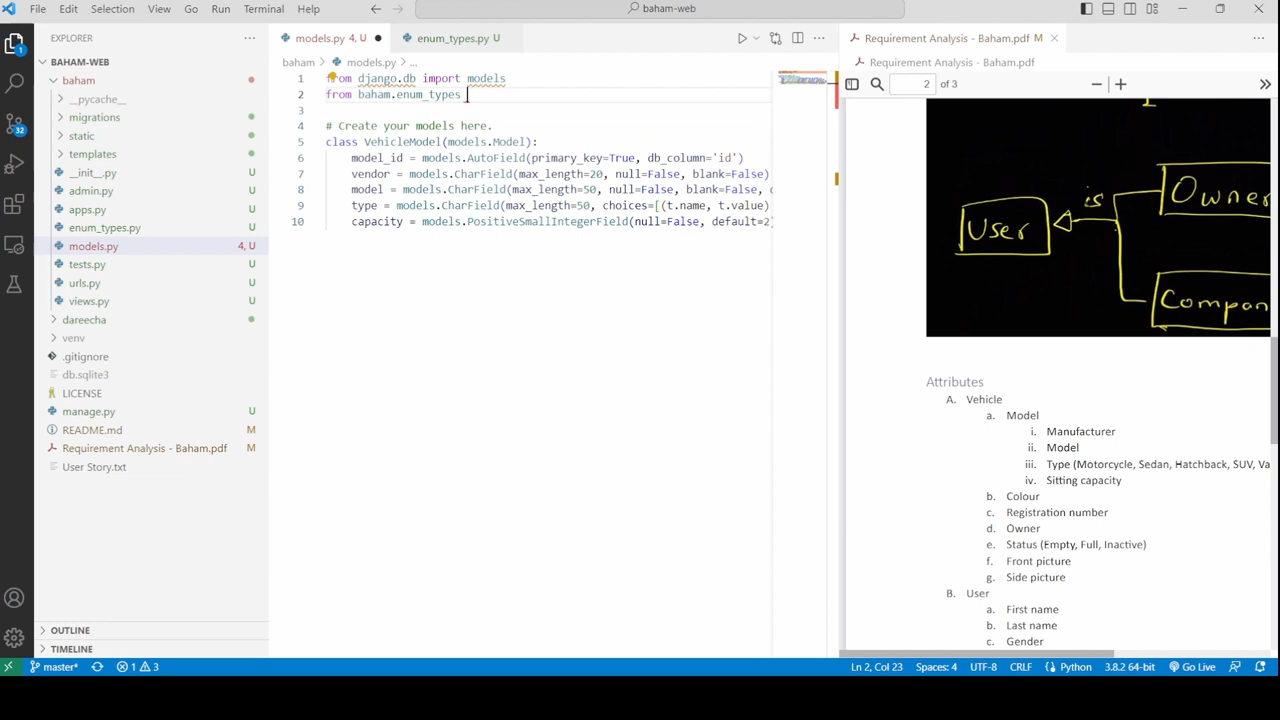 File Edit Selection View Go Run Terminal Help baham-web
EXPLORER
BAHAM-WEB
baham
__pycache__
migrations
static
templates
__init__.py
admin.py U
apps.py U
enum_types.py U
models.py 4, U
tests.py U
urls.py U
views.py U
dareecha
venv
.gitignore
db.sqlite3
LICENSE
manage.py U
README.md M
Requirement Analysis - Baham.pdf M
User Story.txt
OUTLINE
TIMELINE
models.py 4, U enum_types.py U
baham models.py ...
1 from django.db import models
2 from baham.enum_types
3
4 # Create your models here.
5 class VehicleModel(models.Model):
6 model_id = models.AutoField(primary_key=True, db_column='id')
7 vendor = models.CharField(max_length=20, null=False, blank=False)
8 model = models.CharField(max_length=50, null=False, blank=False,
9 type = models.CharField(max_length=50, choices=[(t.name, t.value)
10 capacity = models.PositiveSmallIntegerField(null=False, default=2)
Requirement Analysis - Baham.pdf M
Requirement Analysis - Baham.pdf
2 of 3
User is Owner
Compan
Attributes
A. Vehicle
a. Model
i. Manufacturer
ii. Model
iii. Type (Motorcycle, Sedan, Hatchback, SUV, Va
iv. Sitting capacity
b. Colour
c. Registration number
d. Owner
e. Status (Empty, Full, Inactive)
f. Front picture
g. Side picture
B. User
a. First name
b. Last name
c. Gender
1
32
master* 1 3 Ln 2, Col 23 Spaces: 4 UTF-8 CRLF Python 3.8.2 64-bit Go Live